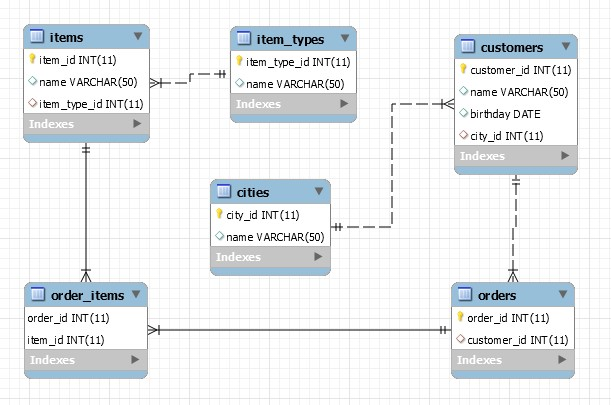 items
item_id INT(11)
name VARCHAR(50)
item_type_id INT(11)
Indexes
item_types
item_type_id INT(11)
name VARCHAR(50)
Indexes
customers
customer_id INT(11)
name VARCHAR(50)
birthday DATE
city_id INT(11)
Indexes
cities
city_id INT(11)
name VARCHAR(50)
Indexes
order_items
order_id INT(11)
item_id INT(11)
Indexes
orders
order_id INT(11)
customer_id INT(11)
Indexes